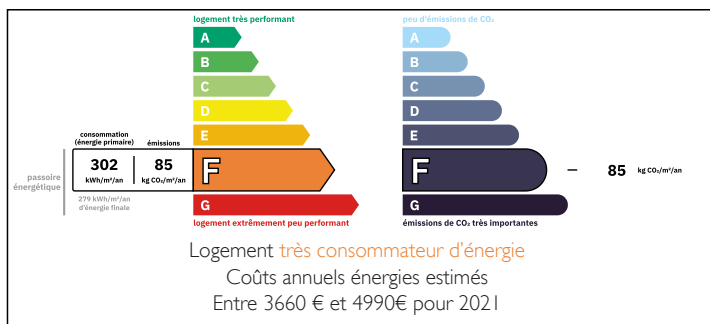 logement très performant
A
B
C
D
E
consommation
(énergie primaire)
émissions
302
kWh/m²/an
85
kg CO₂/m²/an
F
passoire
énergétique
279 kWh/m²/an
d'énergie finale
G
logement extrêmement peu performant
peu d'émissions de CO₂
A
B
C
D
E
F
85 kg CO₂/m²/an
G
émissions de CO₂ très importantes
Logement très consommateur d'énergie
Coûts annuels énergies estimés
Entre 3660 € et 4990€ pour 2021